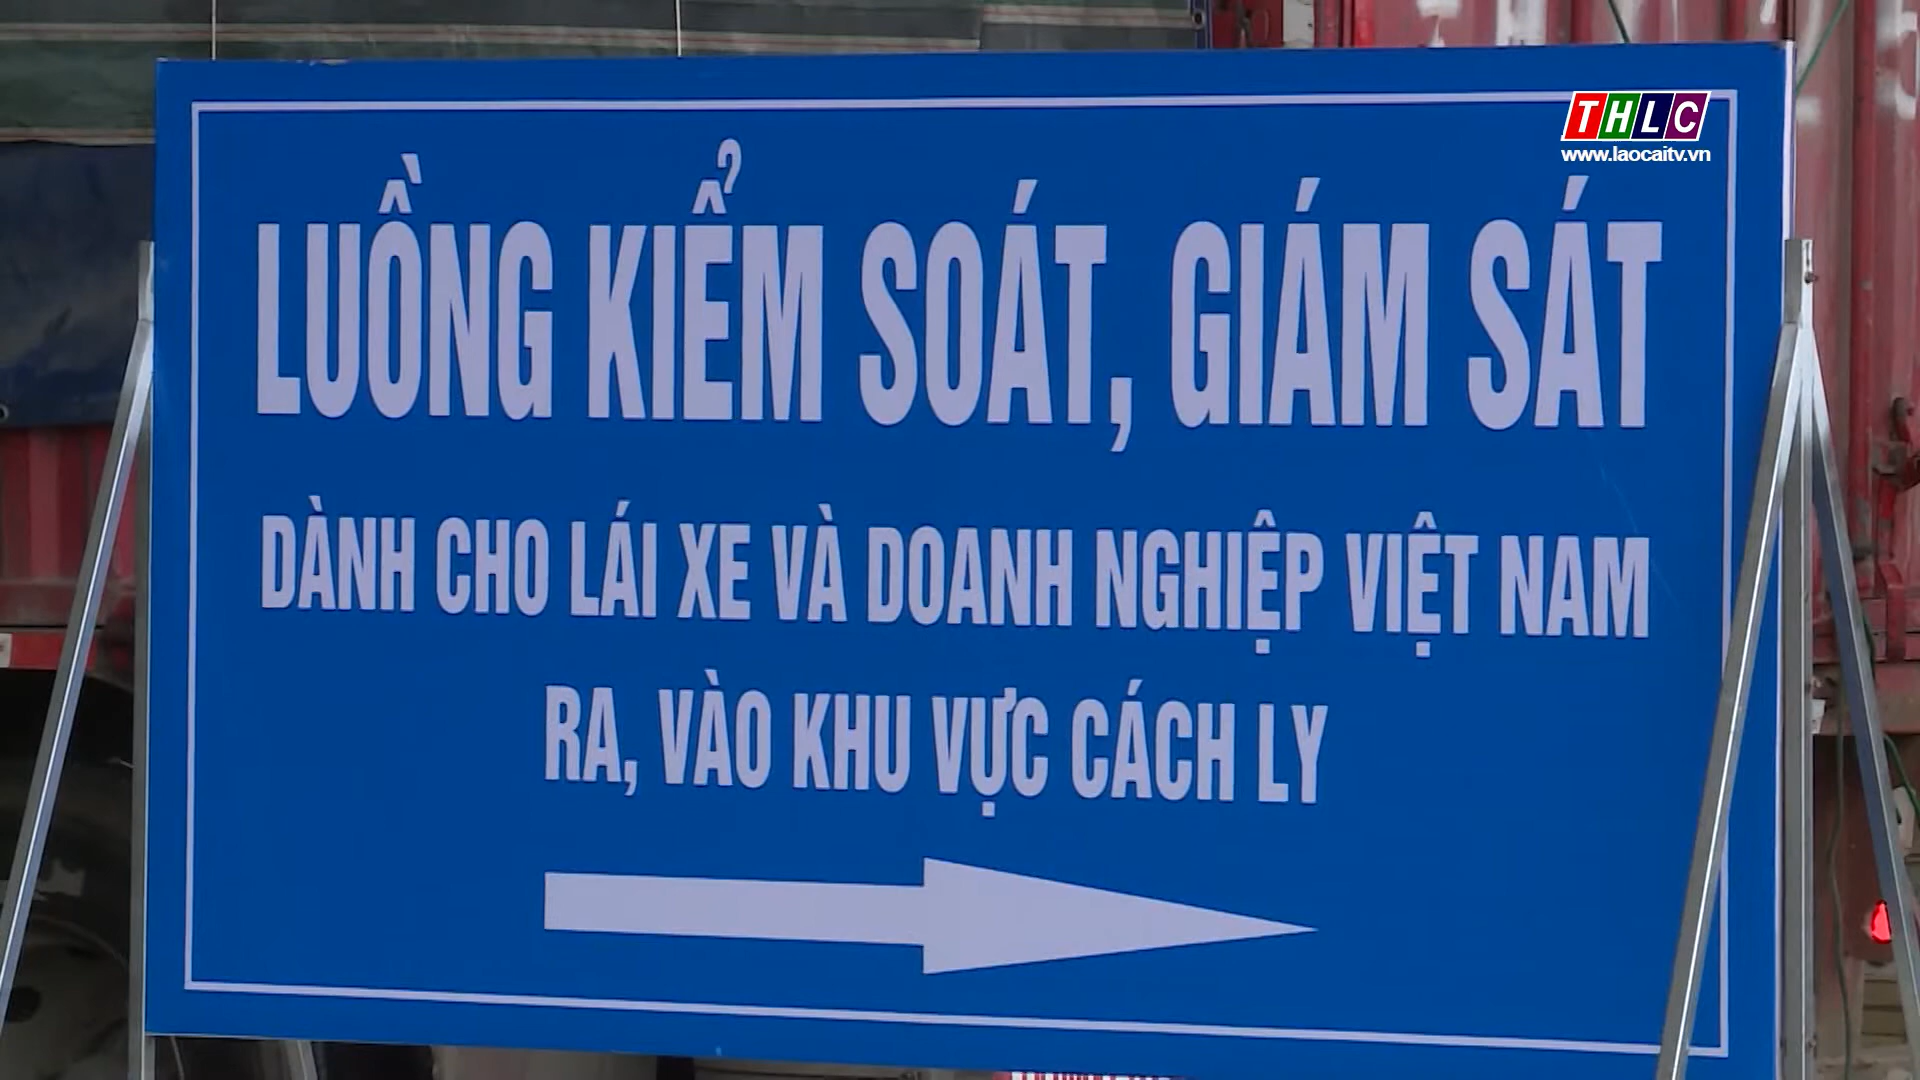 THLC
www.laocaitv.vn
LUỒNG KIỂM SOÁT, GIÁM SÁT
DÀNH CHO LÁI XE VÀ DOANH NGHIỆP VIỆT NAM
RA, VÀO KHU VỰC CÁCH LY